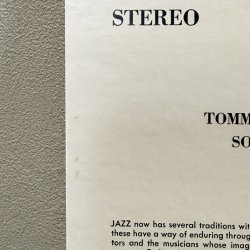 STEREO
TOMM
SO
JAZZ now has several traditions wit
these have a way of enduring throug
tors and the musicians whose imag